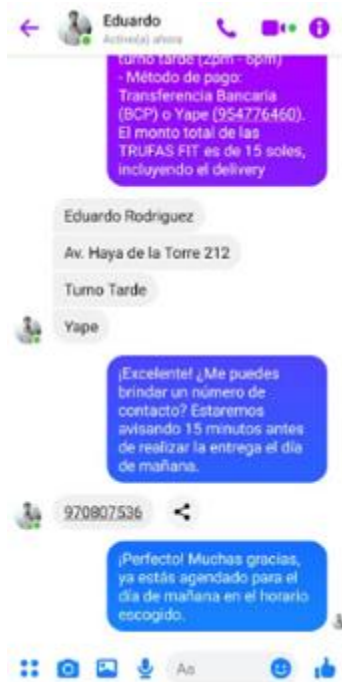 Eduardo
Activo(a) ahora
turno tarde (2pm - 6pm)
- Método de pago:
Transferencia Bancaria
(BCP) o Yape (954776460).
El monto total de las
TRUFAS FIT es de 15 soles,
incluyendo el delivery
Eduardo Rodriguez
Av. Haya de la Torre 212
Turno Tarde
Yape
¡Excelente! ¿Me puedes
brindar un número de
contacto? Estaremos
avisando 15 minutos antes
de realizar la entrega el día
de mañana.
970807536
¡Perfecto! Muchas gracias,
ya estás agendado para el
día de mañana en el horario
escogido.
Aa